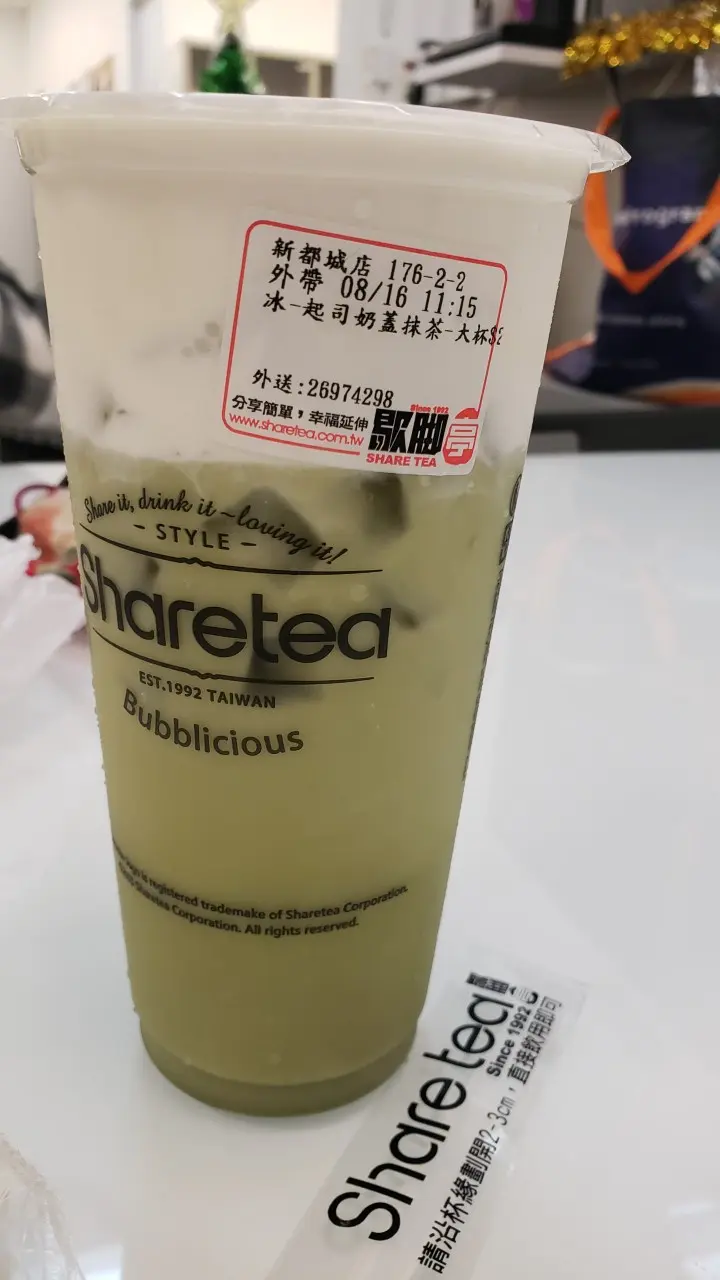 新都城店 176-2-2
外帶 08/16 11:15
冰-起司奶蓋抹茶-大杯$2
外送:26974298
分享簡單，幸福延伸
www.sharetea.com.tw
Since 1992
歇腳亭
SHARE TEA
Share it, drink it ~loving it!
- STYLE -
Sharetea
EST.1992 TAIWAN
Bubblicious
is registered trademake of Sharetea Corporation.
Sharetea Corporation. All rights reserved.
Share tea
Since 1992
請沿杯緣劃開2-3cm，直接飲用即可